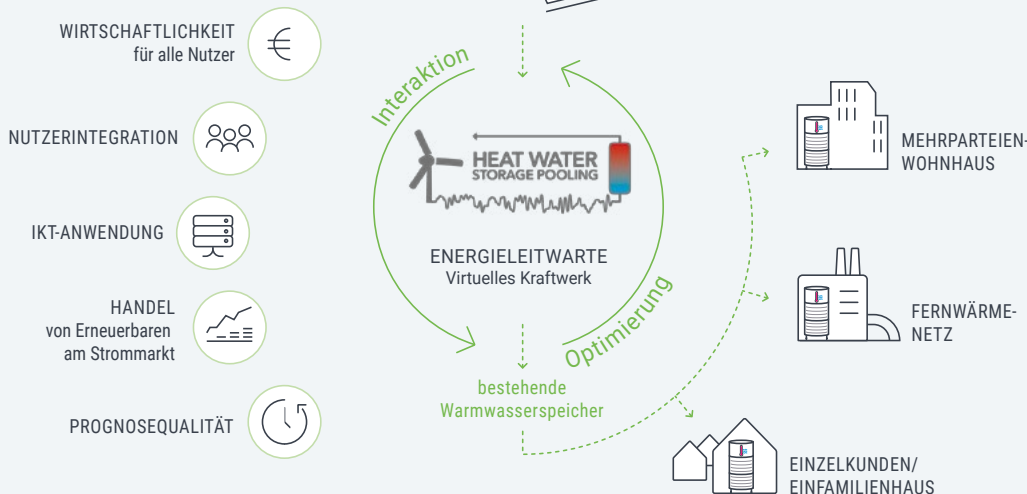 WIRTSCHAFTLICHKEIT
für alle Nutzer
NUTZERINTEGRATION
IKT-ANWENDUNG
HANDEL
von Erneuerbaren
am Strommarkt
PROGNOSEQUALITÄT
Interaktion
HEAT WATER
STORAGE POOLING
ENERGIELEITWARTE
Virtuelles Kraftwerk
Optimierung
bestehende
Warmwasserspeicher
MEHRPARTEIEN-
WOHNHAUS
FERNWÄRME-
NETZ
EINZELKUNDEN/
EINFAMILIENHAUS